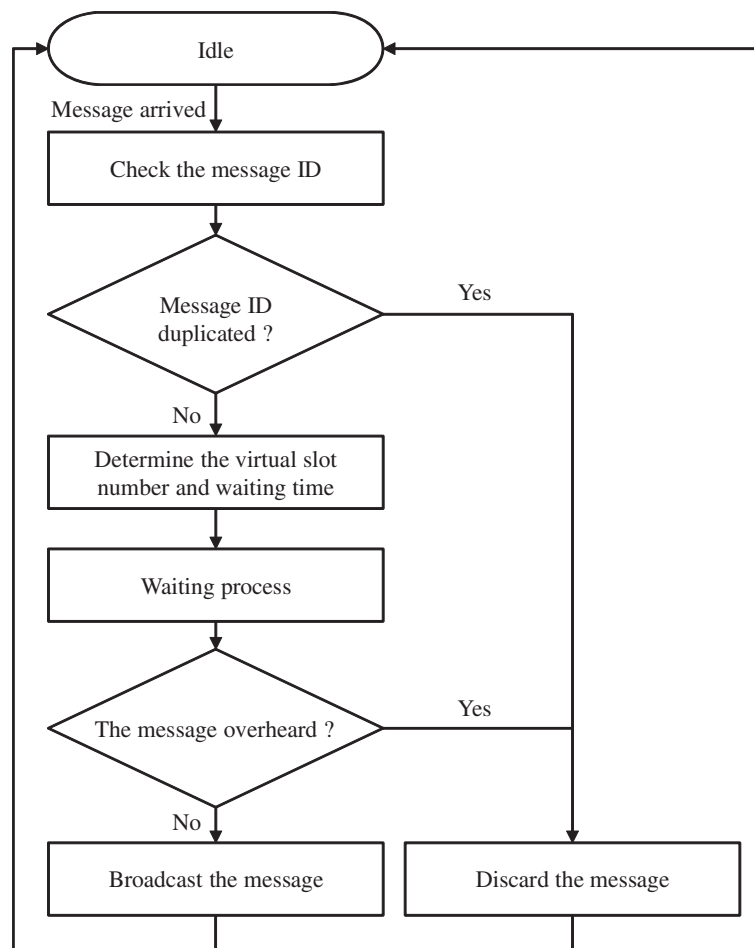 Idle
Message arrived
Check the message ID
Message ID
duplicated ?
Yes
No
Determine the virtual slot
number and waiting time
Waiting process
The message overheard ?
Yes
No
Broadcast the message
Discard the message